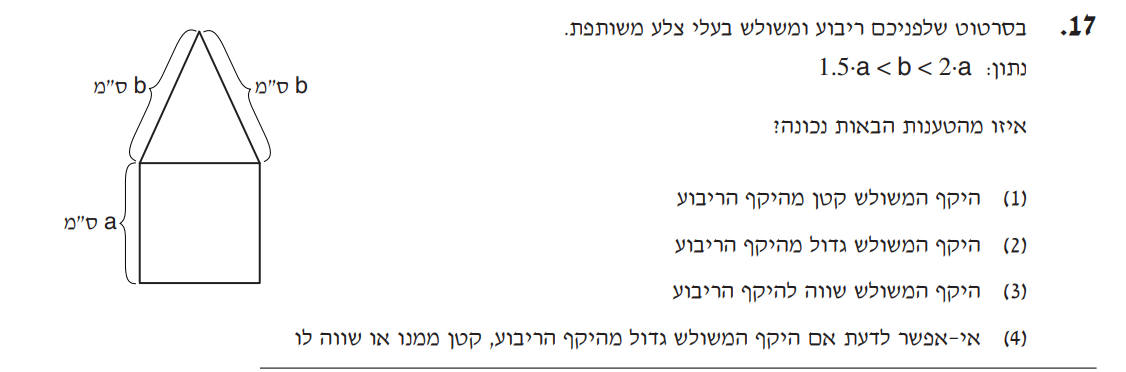 17. בסרטוט שלפניכם ריבוע ומשולש בעלי צלע משותפת.
נתון: 1.5·a < b < 2·a
איזו מהטענות הבאות נכונה?
(1) היקף המשולש קטן מהיקף הריבוע
(2) היקף המשולש גדול מהיקף הריבוע
(3) היקף המשולש שווה להיקף הריבוע
(4) אי-אפשר לדעת אם היקף המשולש גדול מהיקף הריבוע, קטן ממנו או שווה לו
b ס"מ
b ס"מ
a ס"מ